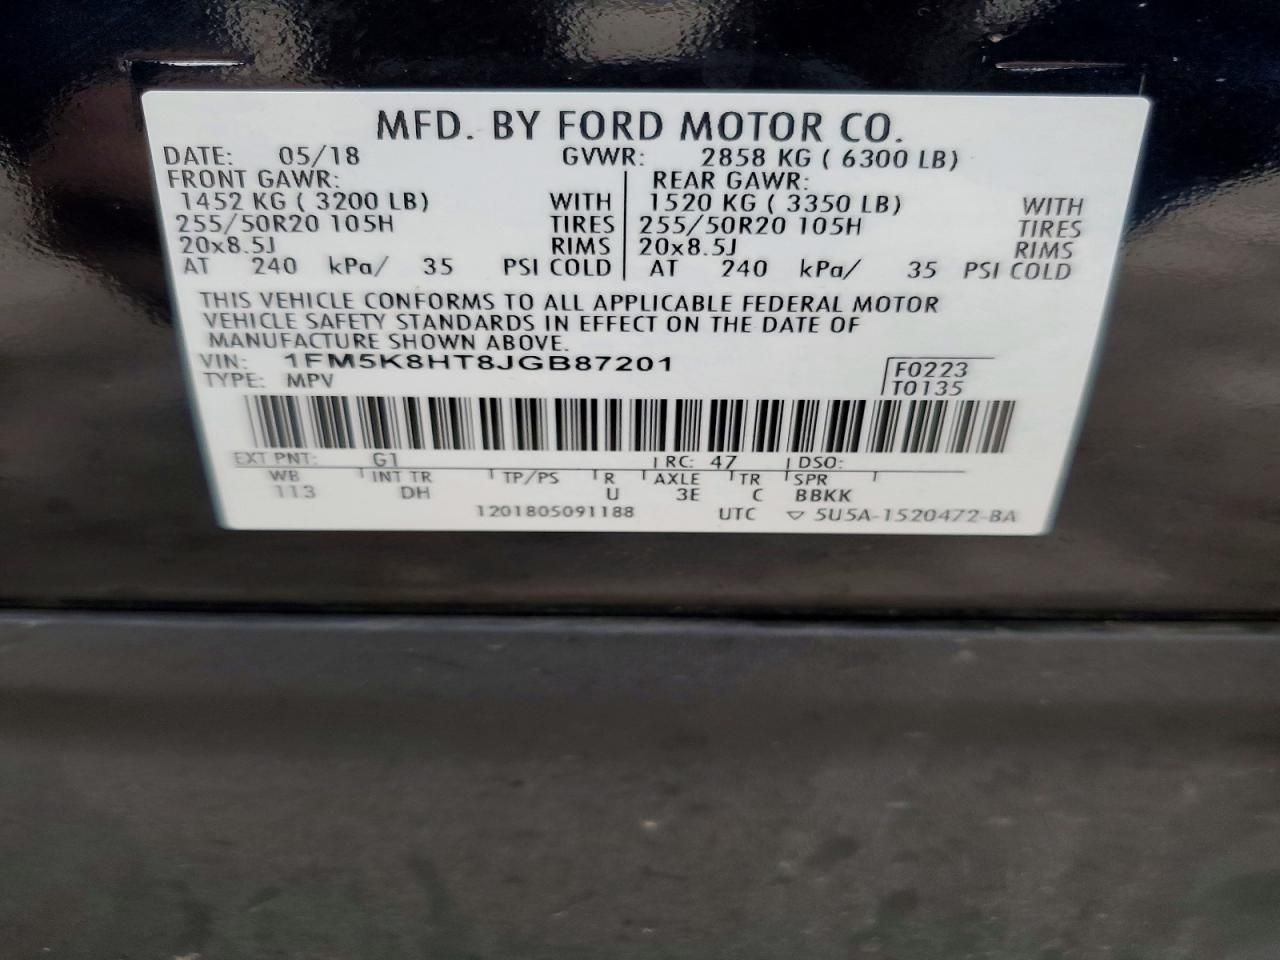 MFD. BY FORD MOTOR CO.
DATE: 05/18 GVWR: 2858 KG ( 6300 LB)
FRONT GAWR: REAR GAWR:
1452 KG ( 3200 LB) WITH 1520 KG ( 3350 LB) WITH
255/50R20 105H TIRES 255/50R20 105H TIRES
20x8.5J RIMS 20x8.5J RIMS
AT 240 kPa/ 35 PSI COLD AT 240 kPa/ 35 PSI COLD
THIS VEHICLE CONFORMS TO ALL APPLICABLE FEDERAL MOTOR
VEHICLE SAFETY STANDARDS IN EFFECT ON THE DATE OF
MANUFACTURE SHOWN ABOVE.
VIN: 1FM5K8HT8JGB87201 F0223
TYPE: MPV T0135
EXT PNT: G1 RC: 47 DSO:
WB INT TR TP/PS R AXLE TR SPR
113 DH U 3E C BBKK
1201805091188 UTC ▽ 5U5A-1520472-BA